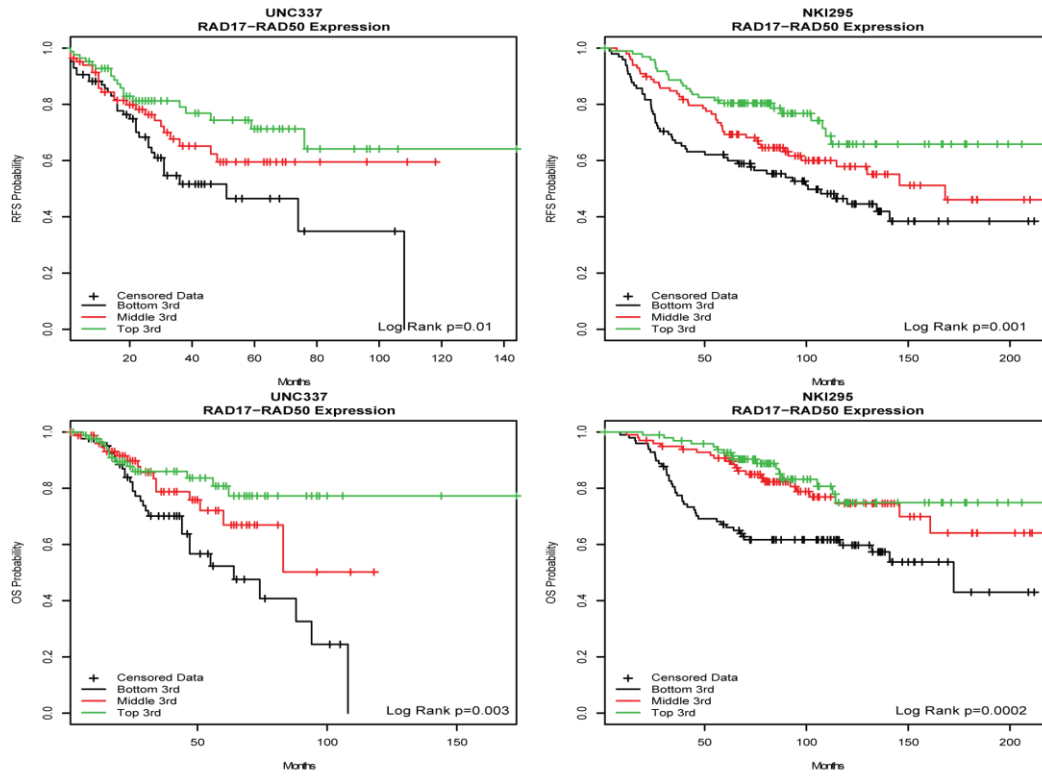 UNC337
RAD17-RAD50 Expression
RFS Probability
1.0
0.8
0.6
0.4
0.2
0.0
Censored Data
Bottom 3rd
Middle 3rd
Top 3rd
Log Rank p=0.01
20 40 60 80 100 120 140
Months
NKI295
RAD17-RAD50 Expression
RFS Probability
1.0
0.8
0.6
0.4
0.2
0.0
Censored Data
Bottom 3rd
Middle 3rd
Top 3rd
Log Rank p=0.001
50 100 150 200
Months
UNC337
RAD17-RAD50 Expression
OS Probability
1.0
0.8
0.6
0.4
0.2
0.0
Censored Data
Bottom 3rd
Middle 3rd
Top 3rd
Log Rank p=0.003
50 100 150
Months
NKI295
RAD17-RAD50 Expression
OS Probability
1.0
0.8
0.6
0.4
0.2
0.0
Censored Data
Bottom 3rd
Middle 3rd
Top 3rd
Log Rank p=0.0002
50 100 150 200
Months